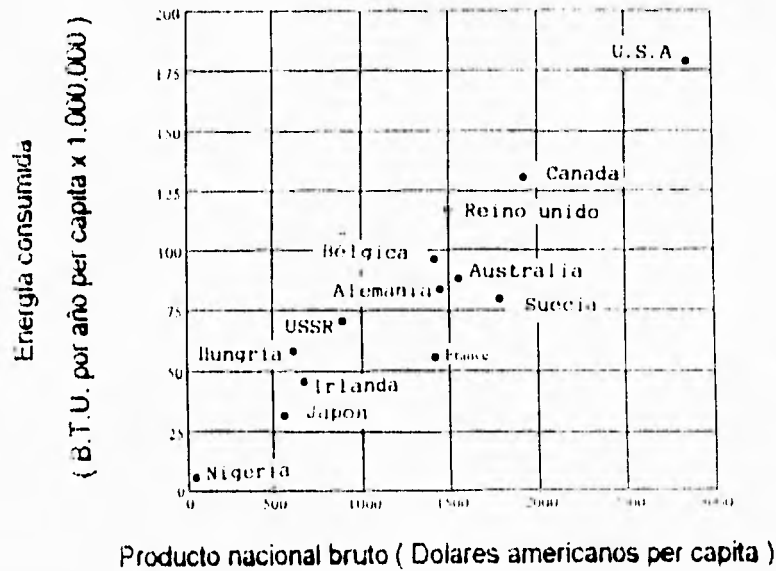 Energía consumida
( B.T.U. por año per capita x 1.000.000 )
200
175
150
125
100
75
50
25
0
U.S.A
Canada
Reino unido
Bélgica
Australia
Alemania
Suecia
USSR
Hungria
France
Irlanda
Japon
Nigeria
0 500 1000 1500 2000 2500 3000
Producto nacional bruto ( Dolares americanos per capita )